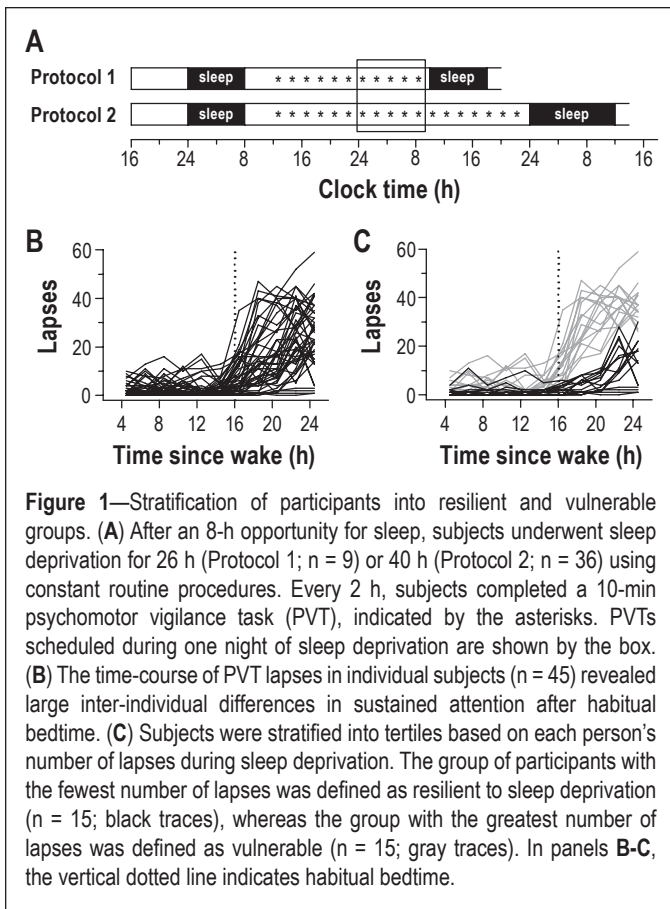 A
Protocol 1 sleep * * * * * * * * * * sleep
Protocol 2 sleep * * * * * * * * * * * * * * * * * sleep
16 24 8 16 24 8 16 24 8 16
Clock time (h)
B
60
40
20
0
Lapses
4 8 12 16 20 24
Time since wake (h)
C
60
40
20
0
Lapses
4 8 12 16 20 24
Time since wake (h)
Figure 1—Stratification of participants into resilient and vulnerable
groups. (A) After an 8-h opportunity for sleep, subjects underwent sleep
deprivation for 26 h (Protocol 1; n = 9) or 40 h (Protocol 2; n = 36) using
constant routine procedures. Every 2 h, subjects completed a 10-min
psychomotor vigilance task (PVT), indicated by the asterisks. PVTs
scheduled during one night of sleep deprivation are shown by the box.
(B) The time-course of PVT lapses in individual subjects (n = 45) revealed
large inter-individual differences in sustained attention after habitual
bedtime. (C) Subjects were stratified into tertiles based on each person's
number of lapses during sleep deprivation. The group of participants with
the fewest number of lapses was defined as resilient to sleep deprivation
(n = 15; black traces), whereas the group with the greatest number of
lapses was defined as vulnerable (n = 15; gray traces). In panels B-C,
the vertical dotted line indicates habitual bedtime.